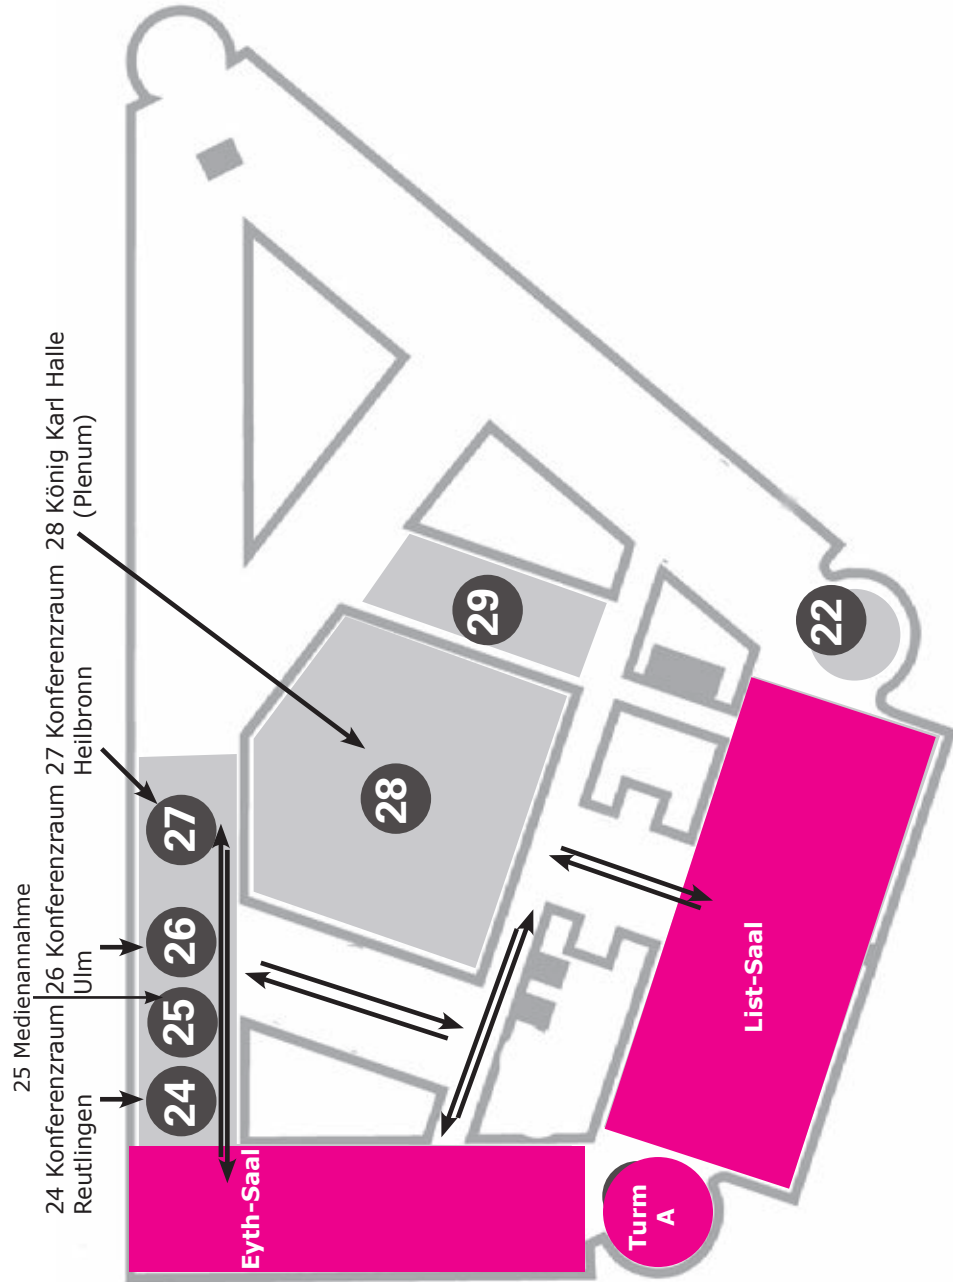 25 Medienannahme
24 Konferenzraum 26 Konferenzraum 27 Konferenzraum 28 König Karl Halle
Reutlingen Ulm Heilbronn (Plenum)
24
25
26
27
28
29
22
Eyth-Saal
List-Saal
Turm
A